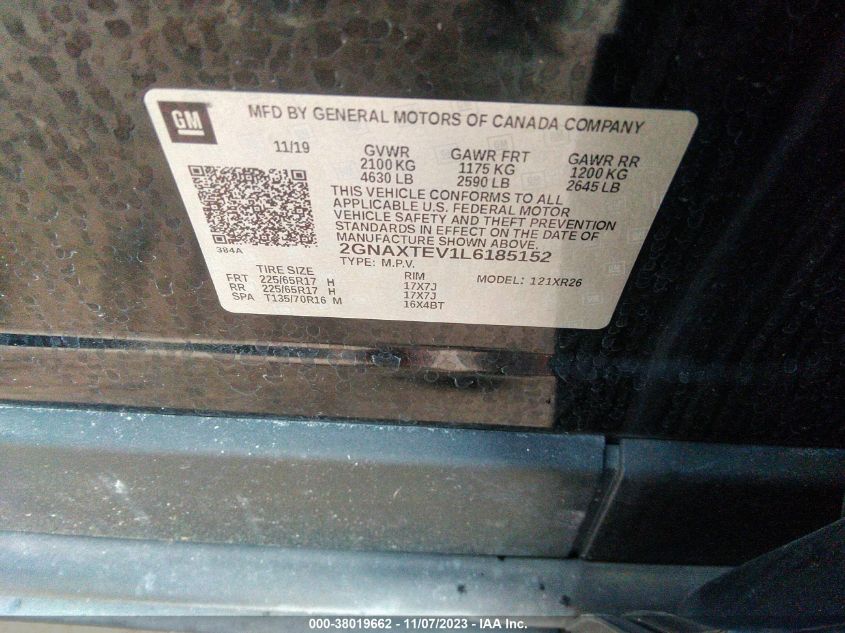 GM
MFD BY GENERAL MOTORS OF CANADA COMPANY
11/19 GVWR GAWR FRT GAWR RR
2100 KG 1175 KG 1200 KG
4630 LB 2590 LB 2645 LB
THIS VEHICLE CONFORMS TO ALL
APPLICABLE U.S. FEDERAL MOTOR
VEHICLE SAFETY AND THEFT PREVENTION
STANDARDS IN EFFECT ON THE DATE OF
MANUFACTURE SHOWN ABOVE.
384A
2GNAXTEV1L6185152
TYPE: M.P.V. MODEL: 121XR26
TIRE SIZE RIM
FRT 225/65R17 H 17X7J
RR 225/65R17 H 17X7J
SPA T135/70R16 M 16X4BT
000-38019662 — 11/07/2023 — IAA Inc.